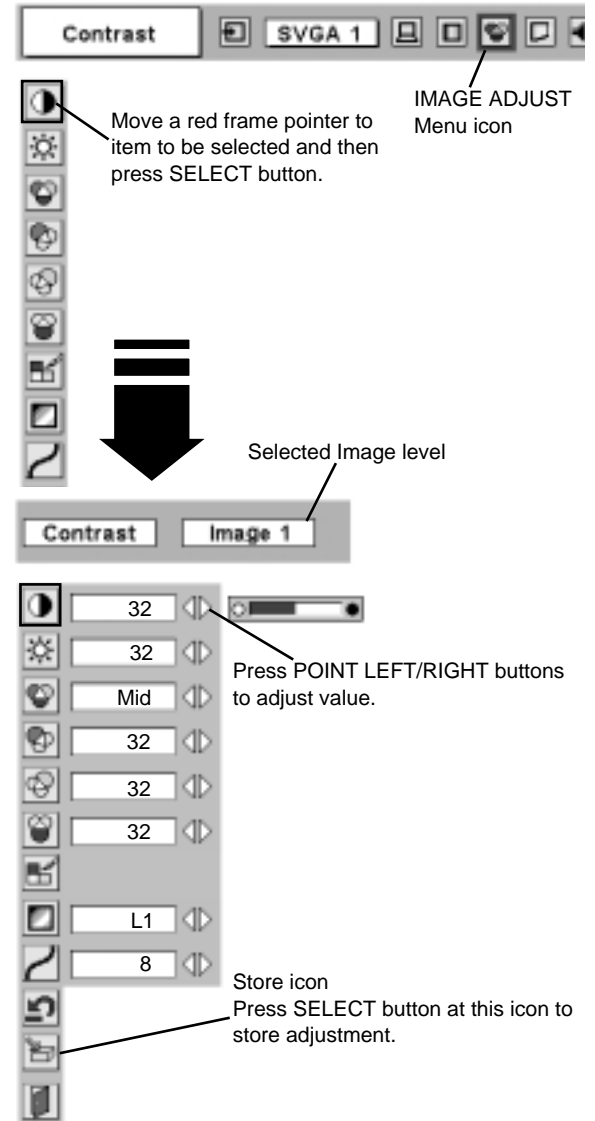 Contrast SVGA 1
IMAGE ADJUST
Menu icon
Move a red frame pointer to
item to be selected and then
press SELECT button.
Selected Image level
Contrast Image 1
32
32
Press POINT LEFT/RIGHT buttons
to adjust value.
Mid
32
32
32
L1
8
Store icon
Press SELECT button at this icon to
store adjustment.